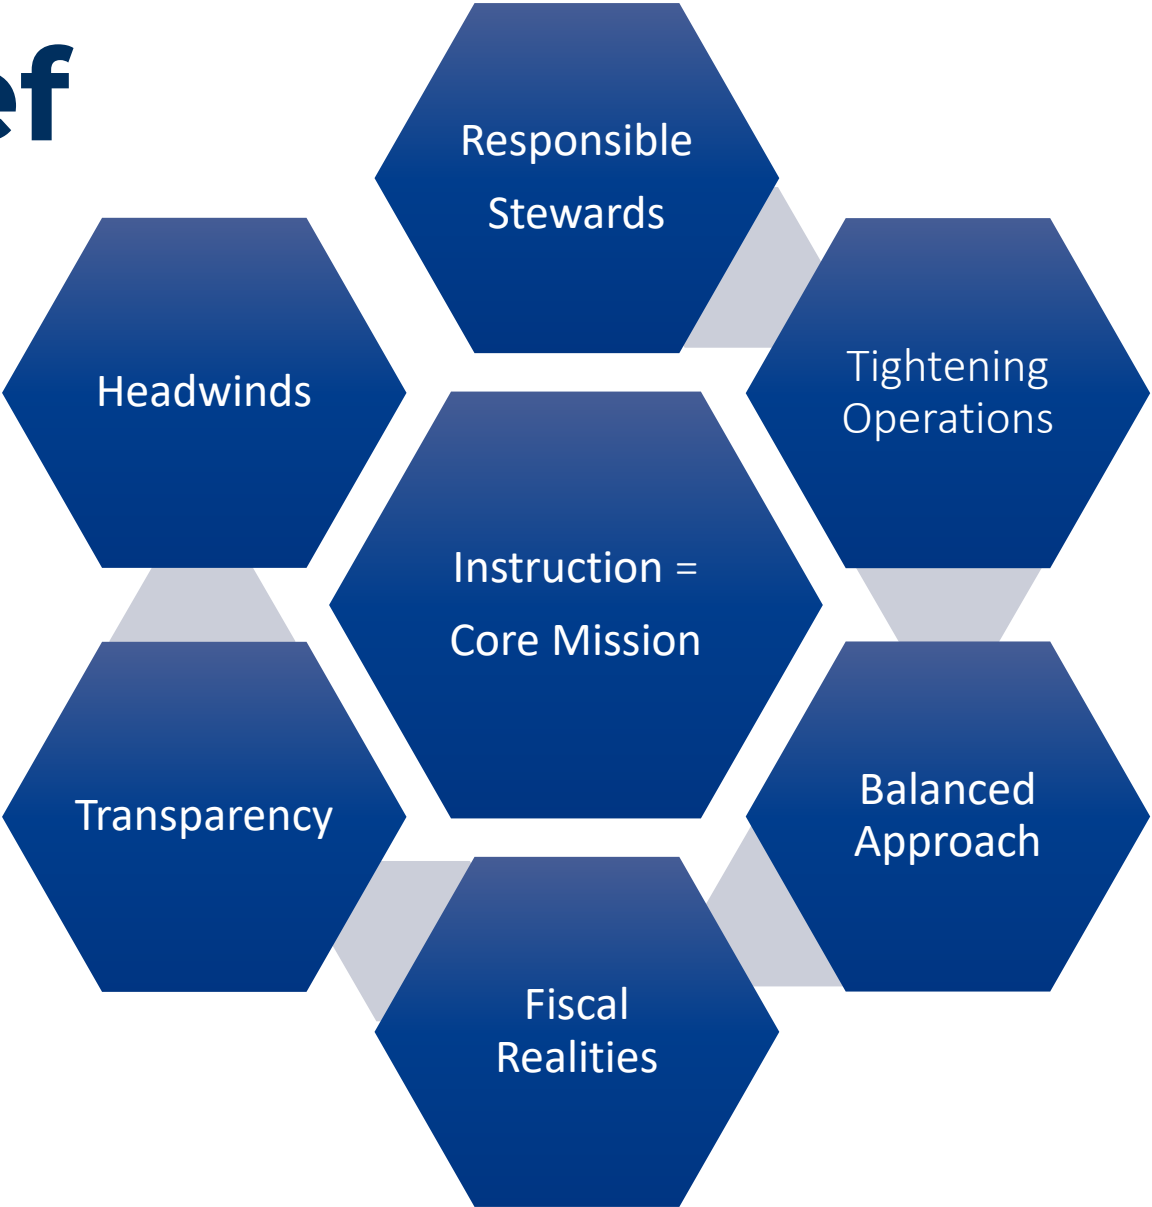 ef
Responsible
Stewards
Headwinds
Tightening
Operations
Instruction =
Core Mission
Transparency
Balanced
Approach
Fiscal
Realities